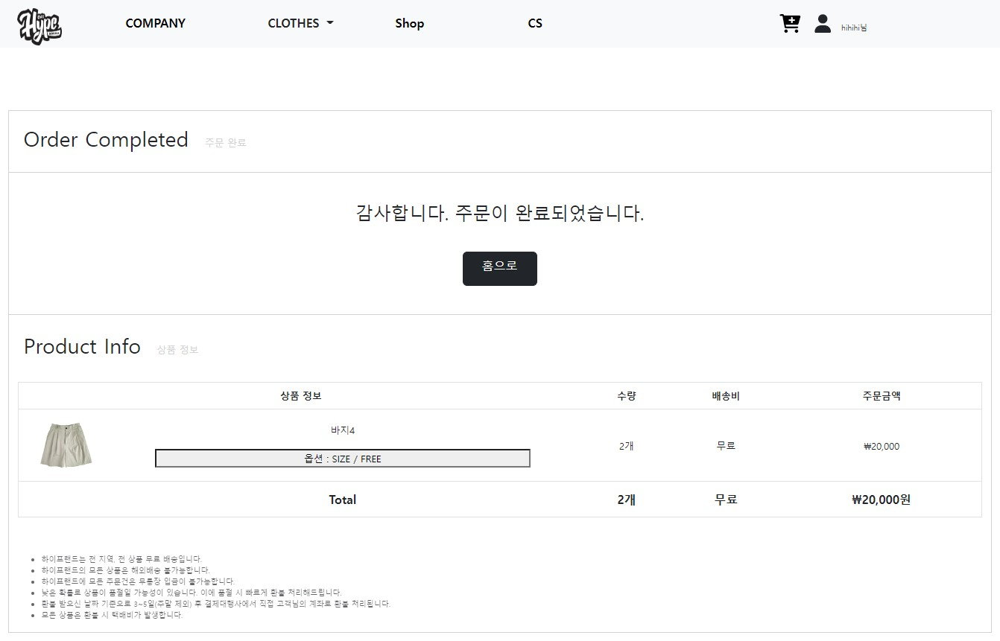 Hype
COMPANY
CLOTHES
Shop
CS
hihihi님
Order Completed 주문 완료
감사합니다. 주문이 완료되었습니다.
홈으로
Product Info 상품 정보
상품 정보 수량 배송비 주문금액
바지4
옵션 : SIZE / FREE
2개 무료 ₩20,000
Total 2개 무료 ₩20,000원
하이프랜드는 전 지역, 전 상품 무료 배송입니다.
하이프랜드의 모든 상품은 해외배송 불가능합니다.
하이프랜드에 모든 주문건은 무통장 입금이 불가능합니다.
낮은 확률로 상품이 품절일 가능성이 있습니다. 이에 품절 시 빠르게 환불 처리해드립니다.
환불 받으신 날짜 기준으로 3~5일(주말 제외) 후 결제대행사에서 직접 고객님의 계좌로 환불 처리됩니다.
모든 상품은 환불 시 택배비가 발생합니다.